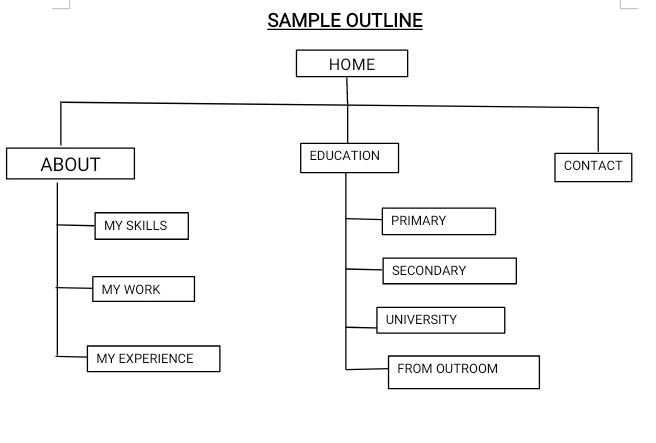 SAMPLE OUTLINE
HOME
ABOUT
EDUCATION
CONTACT
MY SKILLS
PRIMARY
MY WORK
SECONDARY
UNIVERSITY
MY EXPERIENCE
FROM OUTROOM